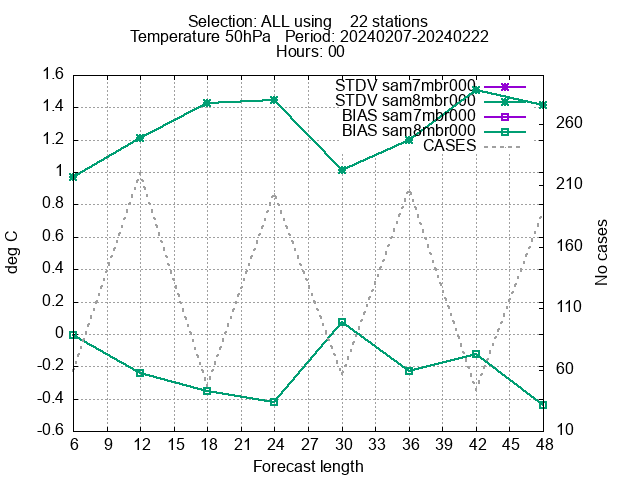 Selection: ALL using    22 stations
Temperature 50hPa   Period: 20240207-20240222
Hours: 00
STDV sam7mbr000
STDV sam8mbr000
BIAS sam7mbr000
BIAS sam8mbr000
CASES
1.6
1.4
1.2
1
0.8
0.6
0.4
0.2
0
-0.2
-0.4
-0.6
deg C
260
210
160
110
60
10
No cases
6 9 12 15 18 21 24 27 30 33 36 39 42 45 48
Forecast length